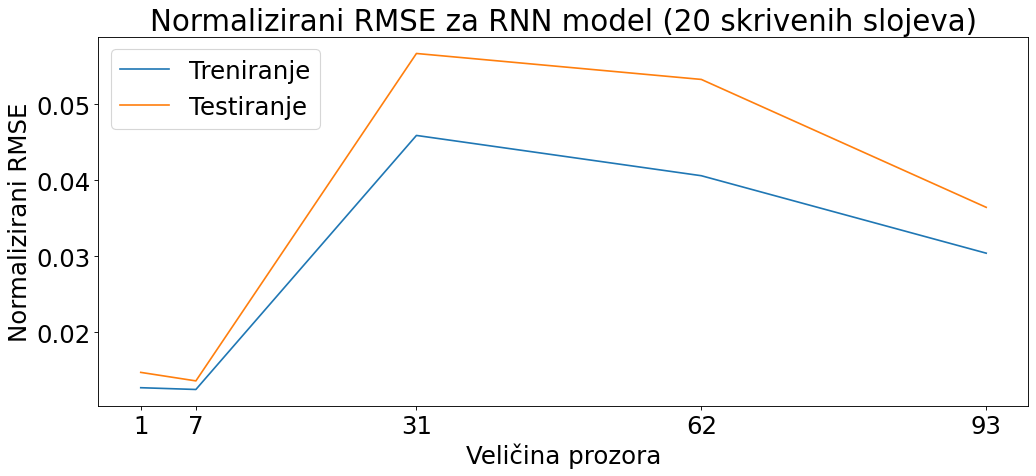 Normalizirani RMSE za RNN model (20 skrivenih slojeva)
Treniranje
Testiranje
Normalizirani RMSE
0.05
0.04
0.03
0.02
1 7 31 62 93
Veličina prozora